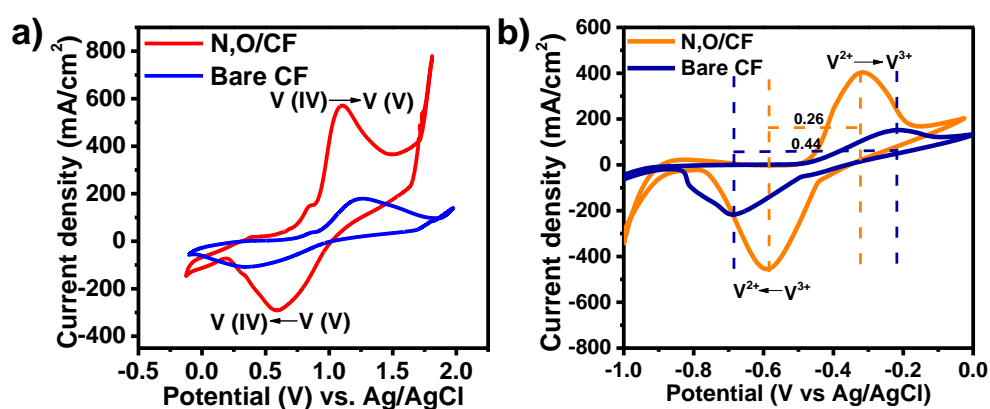 a)
N,O/CF
Bare CF
V (IV)→V (V)
V (IV)←V (V)
Current density (mA/cm²)
800
600
400
200
0
-200
-400
-0.5
0.0
0.5
1.0
1.5
2.0
Potential (V) vs. Ag/AgCl
b)
N,O/CF
Bare CF
V²⁺→V³⁺
0.26
0.44
V²⁺←V³⁺
Current density (mA/cm²)
600
400
200
0
-200
-400
-600
-800
-1.0
-0.8
-0.6
-0.4
-0.2
0.0
Potential (V vs Ag/AgCl)